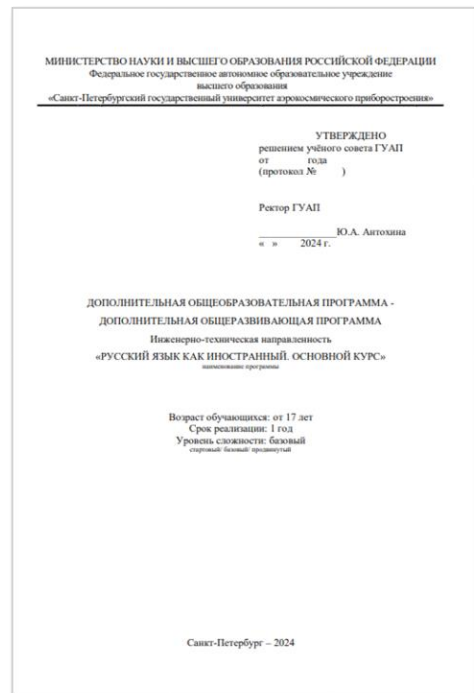 МИНИСТЕРСТВО НАУКИ И ВЫСШЕГО ОБРАЗОВАНИЯ РОССИЙСКОЙ ФЕДЕРАЦИИ
Федеральное государственное автономное образовательное учреждение
высшего образования
«Санкт-Петербургский государственный университет аэрокосмического приборостроения»
УТВЕРЖДЕНО
решением учёного совета ГУАП
от года
(протокол № )
Ректор ГУАП
_______________Ю.А. Антохина
« » 2024 г.
ДОПОЛНИТЕЛЬНАЯ ОБЩЕОБРАЗОВАТЕЛЬНАЯ ПРОГРАММА -
ДОПОЛНИТЕЛЬНАЯ ОБЩЕРАЗВИВАЮЩАЯ ПРОГРАММА
Инженерно-техническая направленность
«РУССКИЙ ЯЗЫК КАК ИНОСТРАННЫЙ. ОСНОВНОЙ КУРС»
наименование программы
Возраст обучающихся: от 17 лет
Срок реализации: 1 год
Уровень сложности: базовый
стартовый/ базовый/ продвинутый
Санкт-Петербург – 2024